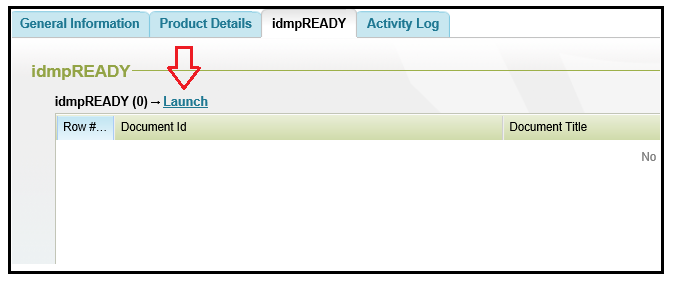 General Information Product Details idmpREADY Activity Log
idmpREADY
idmpREADY (0)→Launch
Row #... Document Id Document Title
No